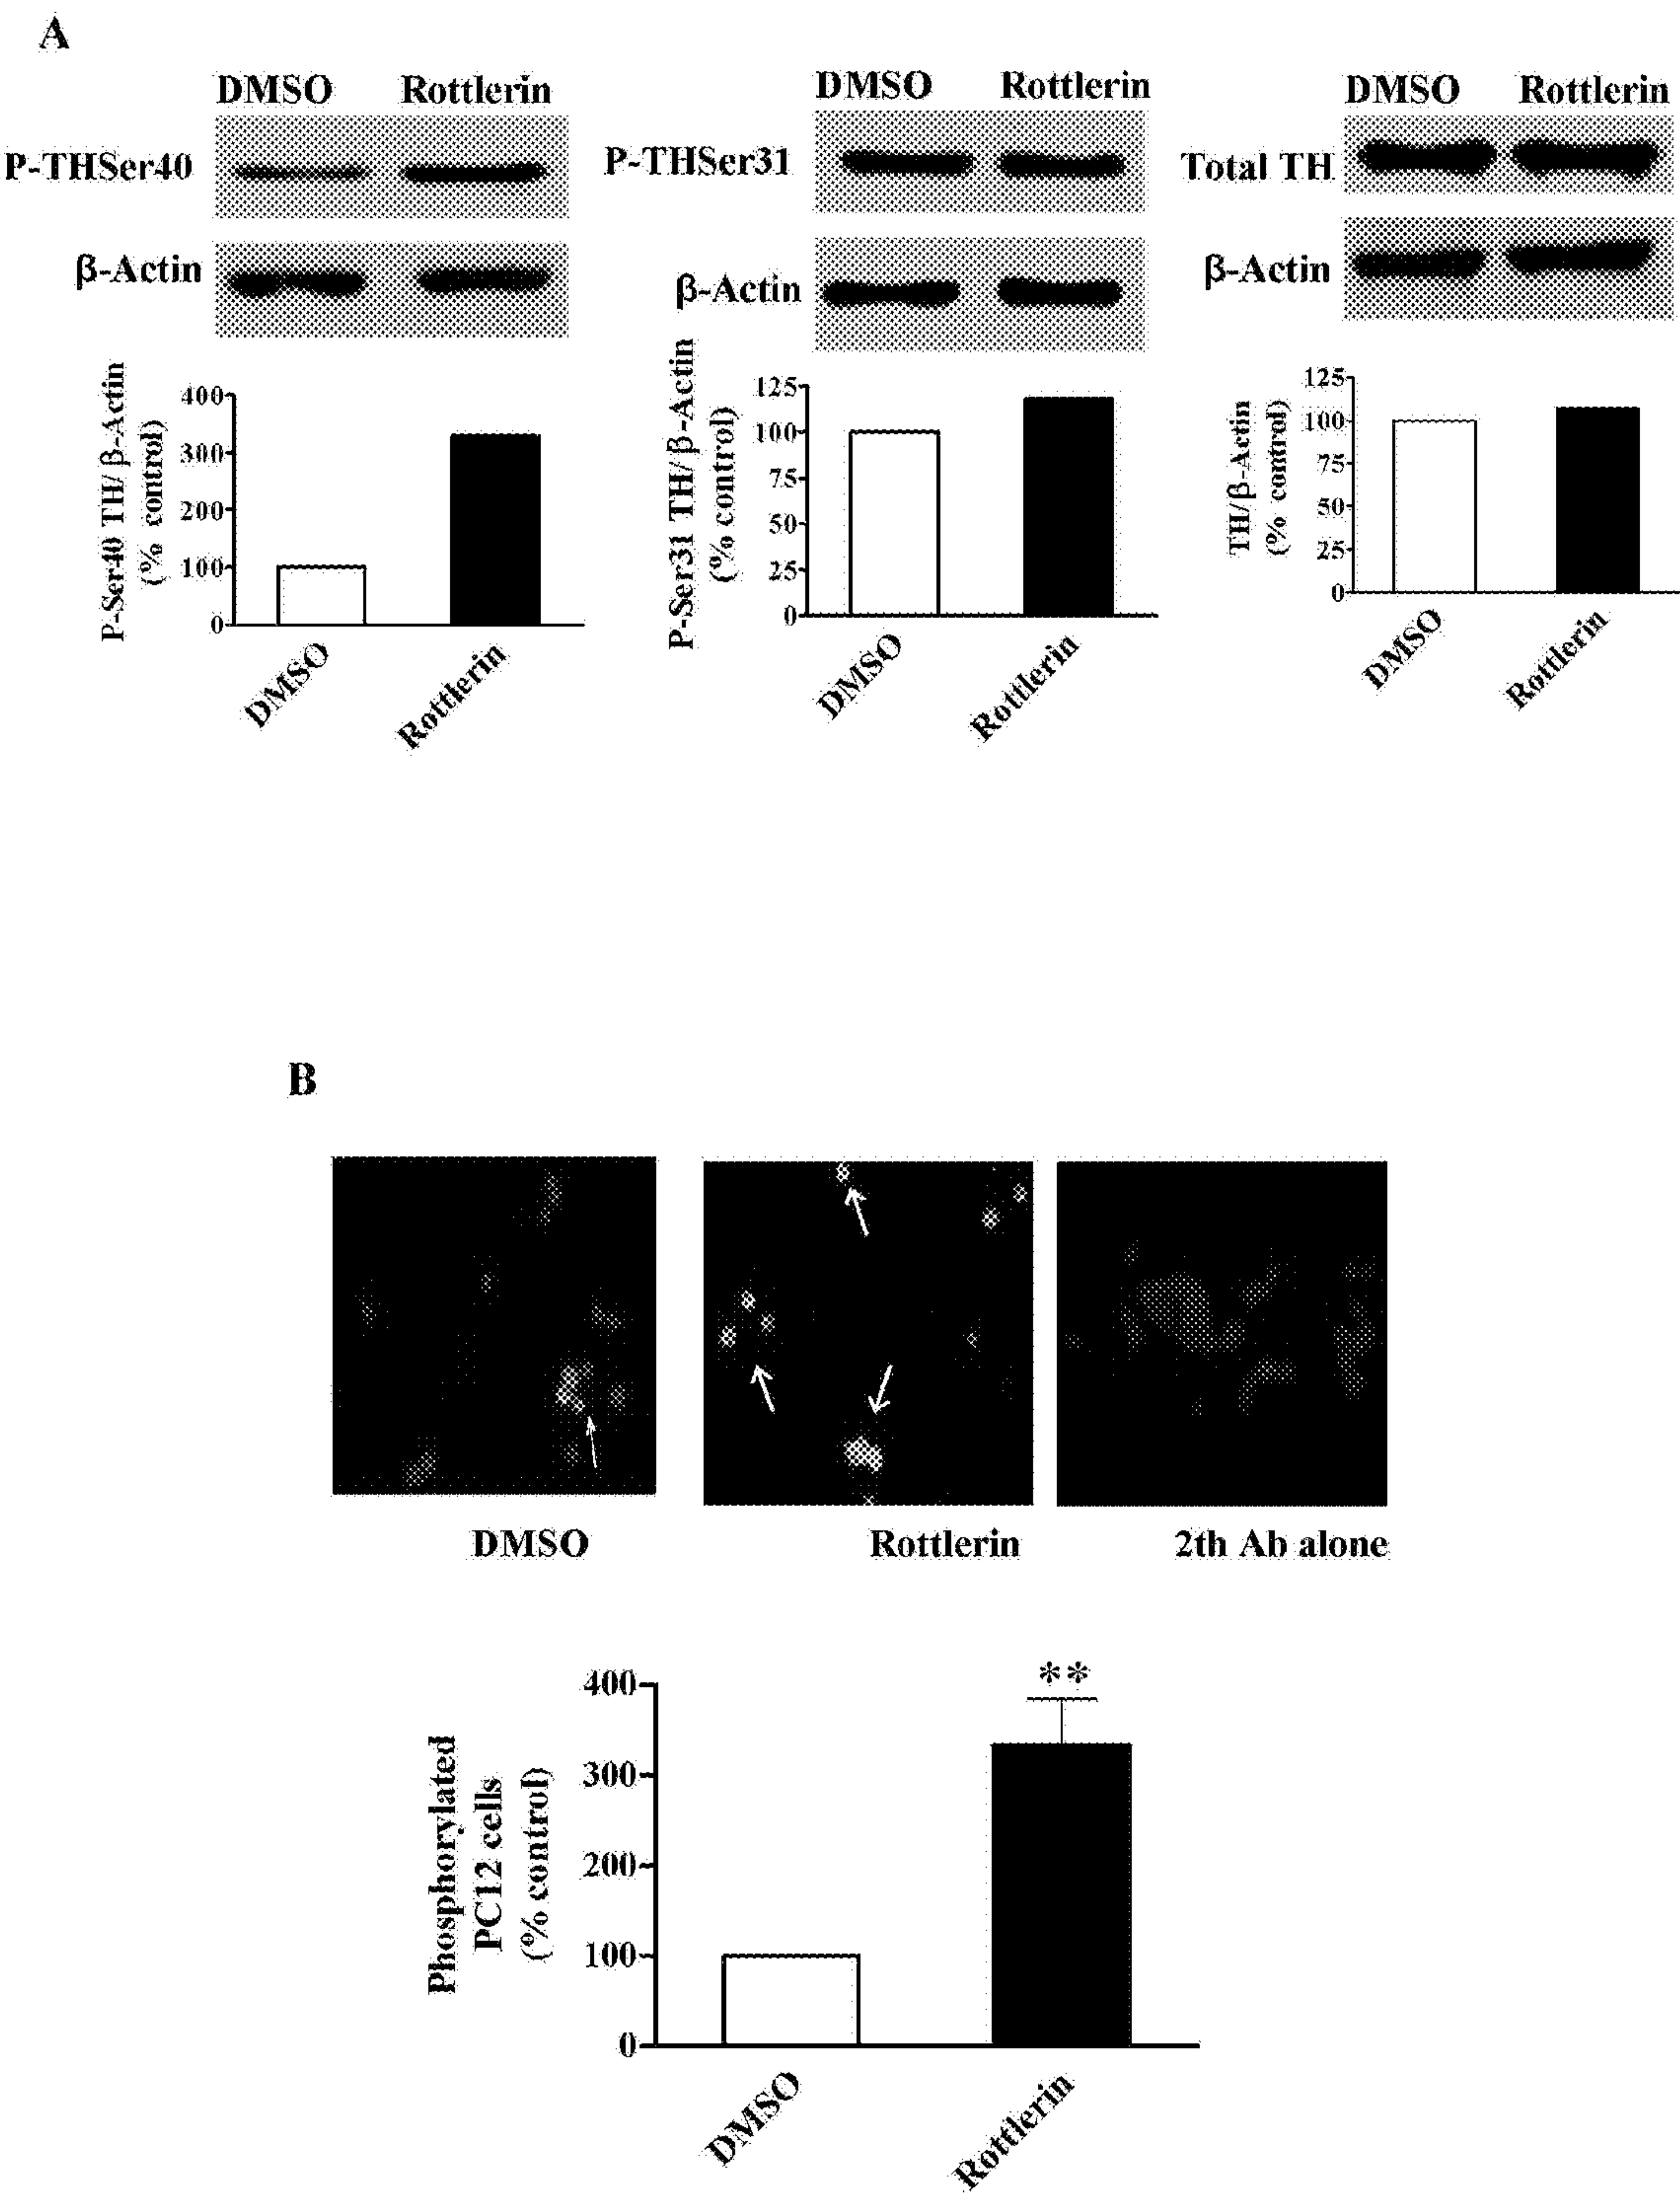 A
DMSO Rottlerin
P-THSer40
β-Actin
400
300
200
100
0
P-Ser40 TH/β-Actin
(% control)
DMSO
Rottlerin
DMSO Rottlerin
P-THSer31
β-Actin
125
100
75
50
25
0
P-Ser31 TH/β-Actin
(% control)
DMSO
Rottlerin
DMSO Rottlerin
Total TH
β-Actin
125
100
75
50
25
0
TH/β-Actin
(% control)
DMSO
Rottlerin
B
DMSO
Rottlerin
2th Ab alone
**
400
300
200
100
0
Phosphorylated
PC12 cells
(% control)
DMSO
Rottlerin